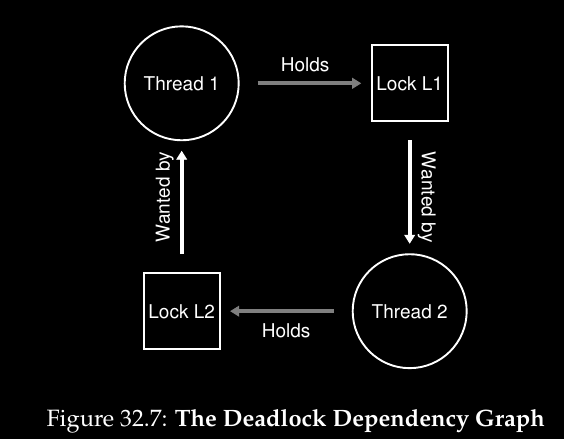 Holds
Thread 1
Lock L1
Wanted by
Wanted by
Lock L2
Thread 2
Holds
Figure 32.7: The Deadlock Dependency Graph